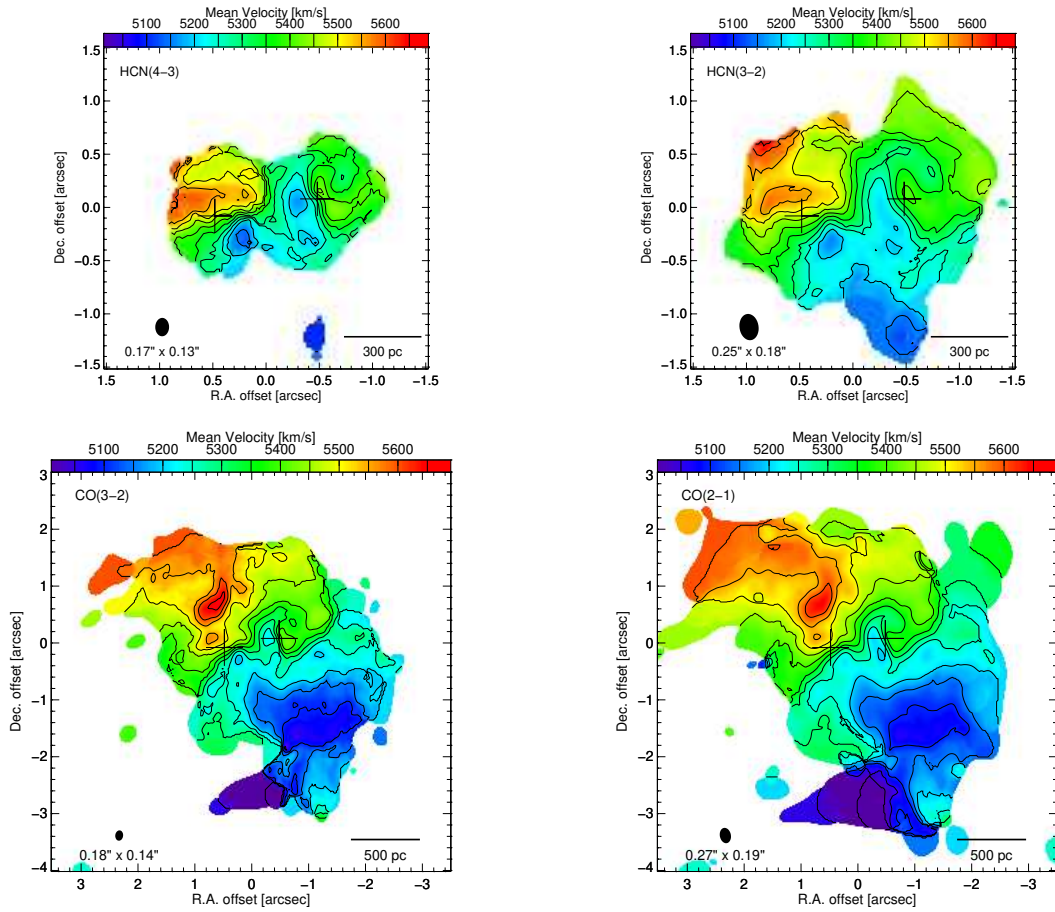 Mean Velocity [km/s]
5100 5200 5300 5400 5500 5600
HCN(4−3)
1.5
1.0
0.5
0.0
−0.5
−1.0
−1.5
Dec. offset [arcsec]
0.17" x 0.13"
300 pc
1.5 1.0 0.5 0.0 −0.5 −1.0 −1.5
R.A. offset [arcsec]
Mean Velocity [km/s]
5100 5200 5300 5400 5500 5600
HCN(3−2)
1.5
1.0
0.5
0.0
−0.5
−1.0
−1.5
Dec. offset [arcsec]
0.25" x 0.18"
300 pc
1.5 1.0 0.5 0.0 −0.5 −1.0 −1.5
R.A. offset [arcsec]
Mean Velocity [km/s]
5100 5200 5300 5400 5500 5600
CO(3−2)
3
2
1
0
−1
−2
−3
−4
Dec. offset [arcsec]
0.18" x 0.14"
500 pc
3 2 1 0 −1 −2 −3
R.A. offset [arcsec]
Mean Velocity [km/s]
5100 5200 5300 5400 5500 5600
CO(2−1)
3
2
1
0
−1
−2
−3
−4
Dec. offset [arcsec]
0.27" x 0.19"
500 pc
3 2 1 0 −1 −2 −3
R.A. offset [arcsec]